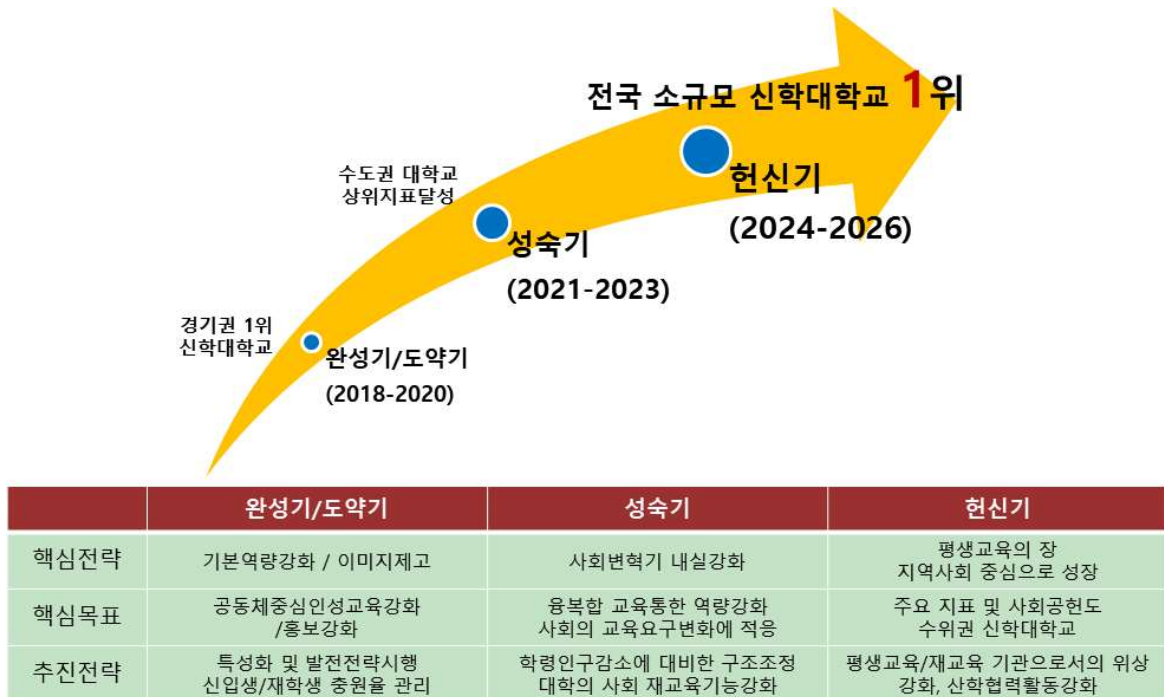 전국 소규모 신학대학교 1위
수도권 대학교
상위지표달성
헌신기
(2024-2026)
성숙기
(2021-2023)
경기권 1위
신학대학교
완성기/도약기
(2018-2020)
완성기/도약기 성숙기 헌신기
핵심전략 기본역량강화 / 이미지제고 사회변혁기 내실강화 평생교육의 장
지역사회 중심으로 성장
핵심목표 공동체중심인성교육강화
/홍보강화 융복합 교육통한 역량강화
사회의 교육요구변화에 적응 주요 지표 및 사회공헌도
수위권 신학대학교
추진전략 특성화 및 발전전략시행
신입생/재학생 충원율 관리 학령인구감소에 대비한 구조조정
대학의 사회 재교육기능강화 평생교육/재교육 기관으로서의 위상
강화, 산학협력활동강화